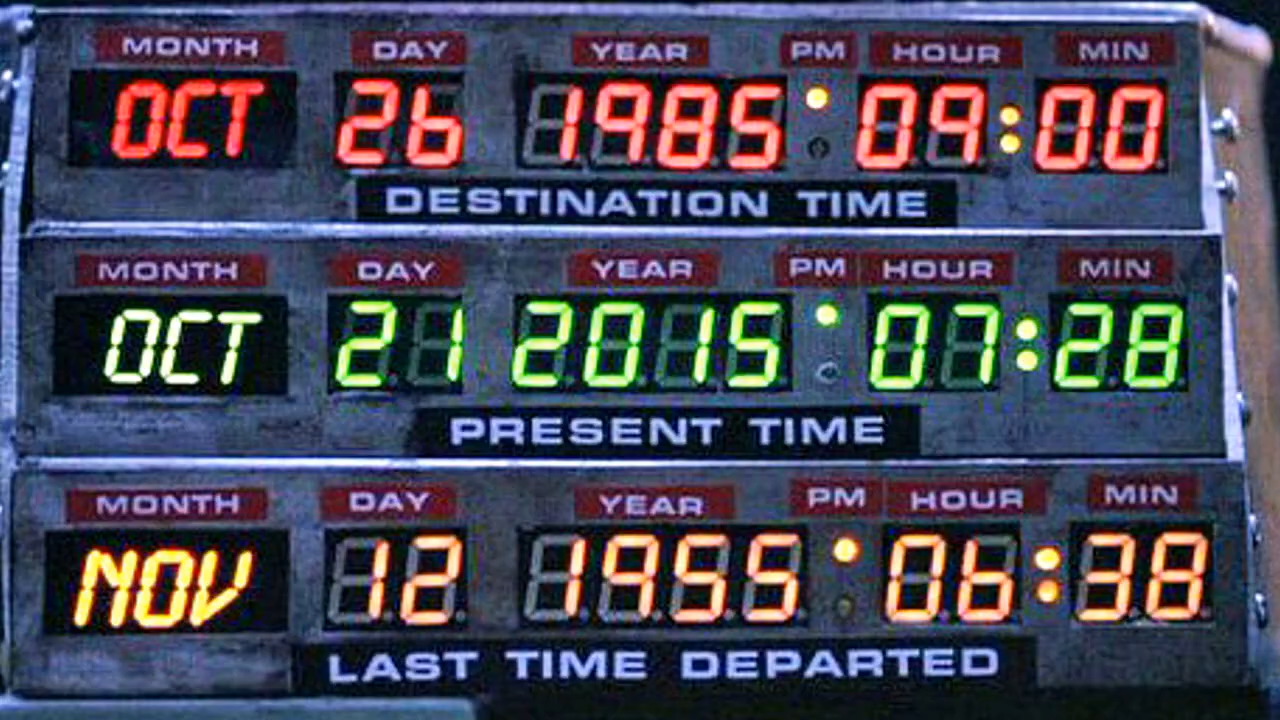 MONTH DAY YEAR PM HOUR MIN
OCT 26 1985 09:00
DESTINATION TIME
MONTH DAY YEAR PM HOUR MIN
OCT 21 2015 07:28
PRESENT TIME
MONTH DAY YEAR PM HOUR MIN
NOV 12 1955 06:38
LAST TIME DEPARTED